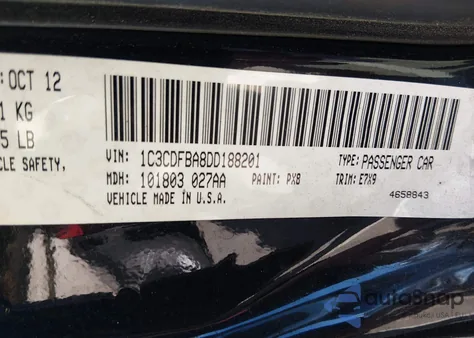 : OCT 12
1 KG
5 LB
CLE SAFETY,
VIN: 1C3CDFBA8DD188201
TYPE: PASSENGER CAR
MDH: 101803 027AA
PAINT: PX8
TRIM: E7X9
VEHICLE MADE IN U.S.A.
4658843
autoSnap